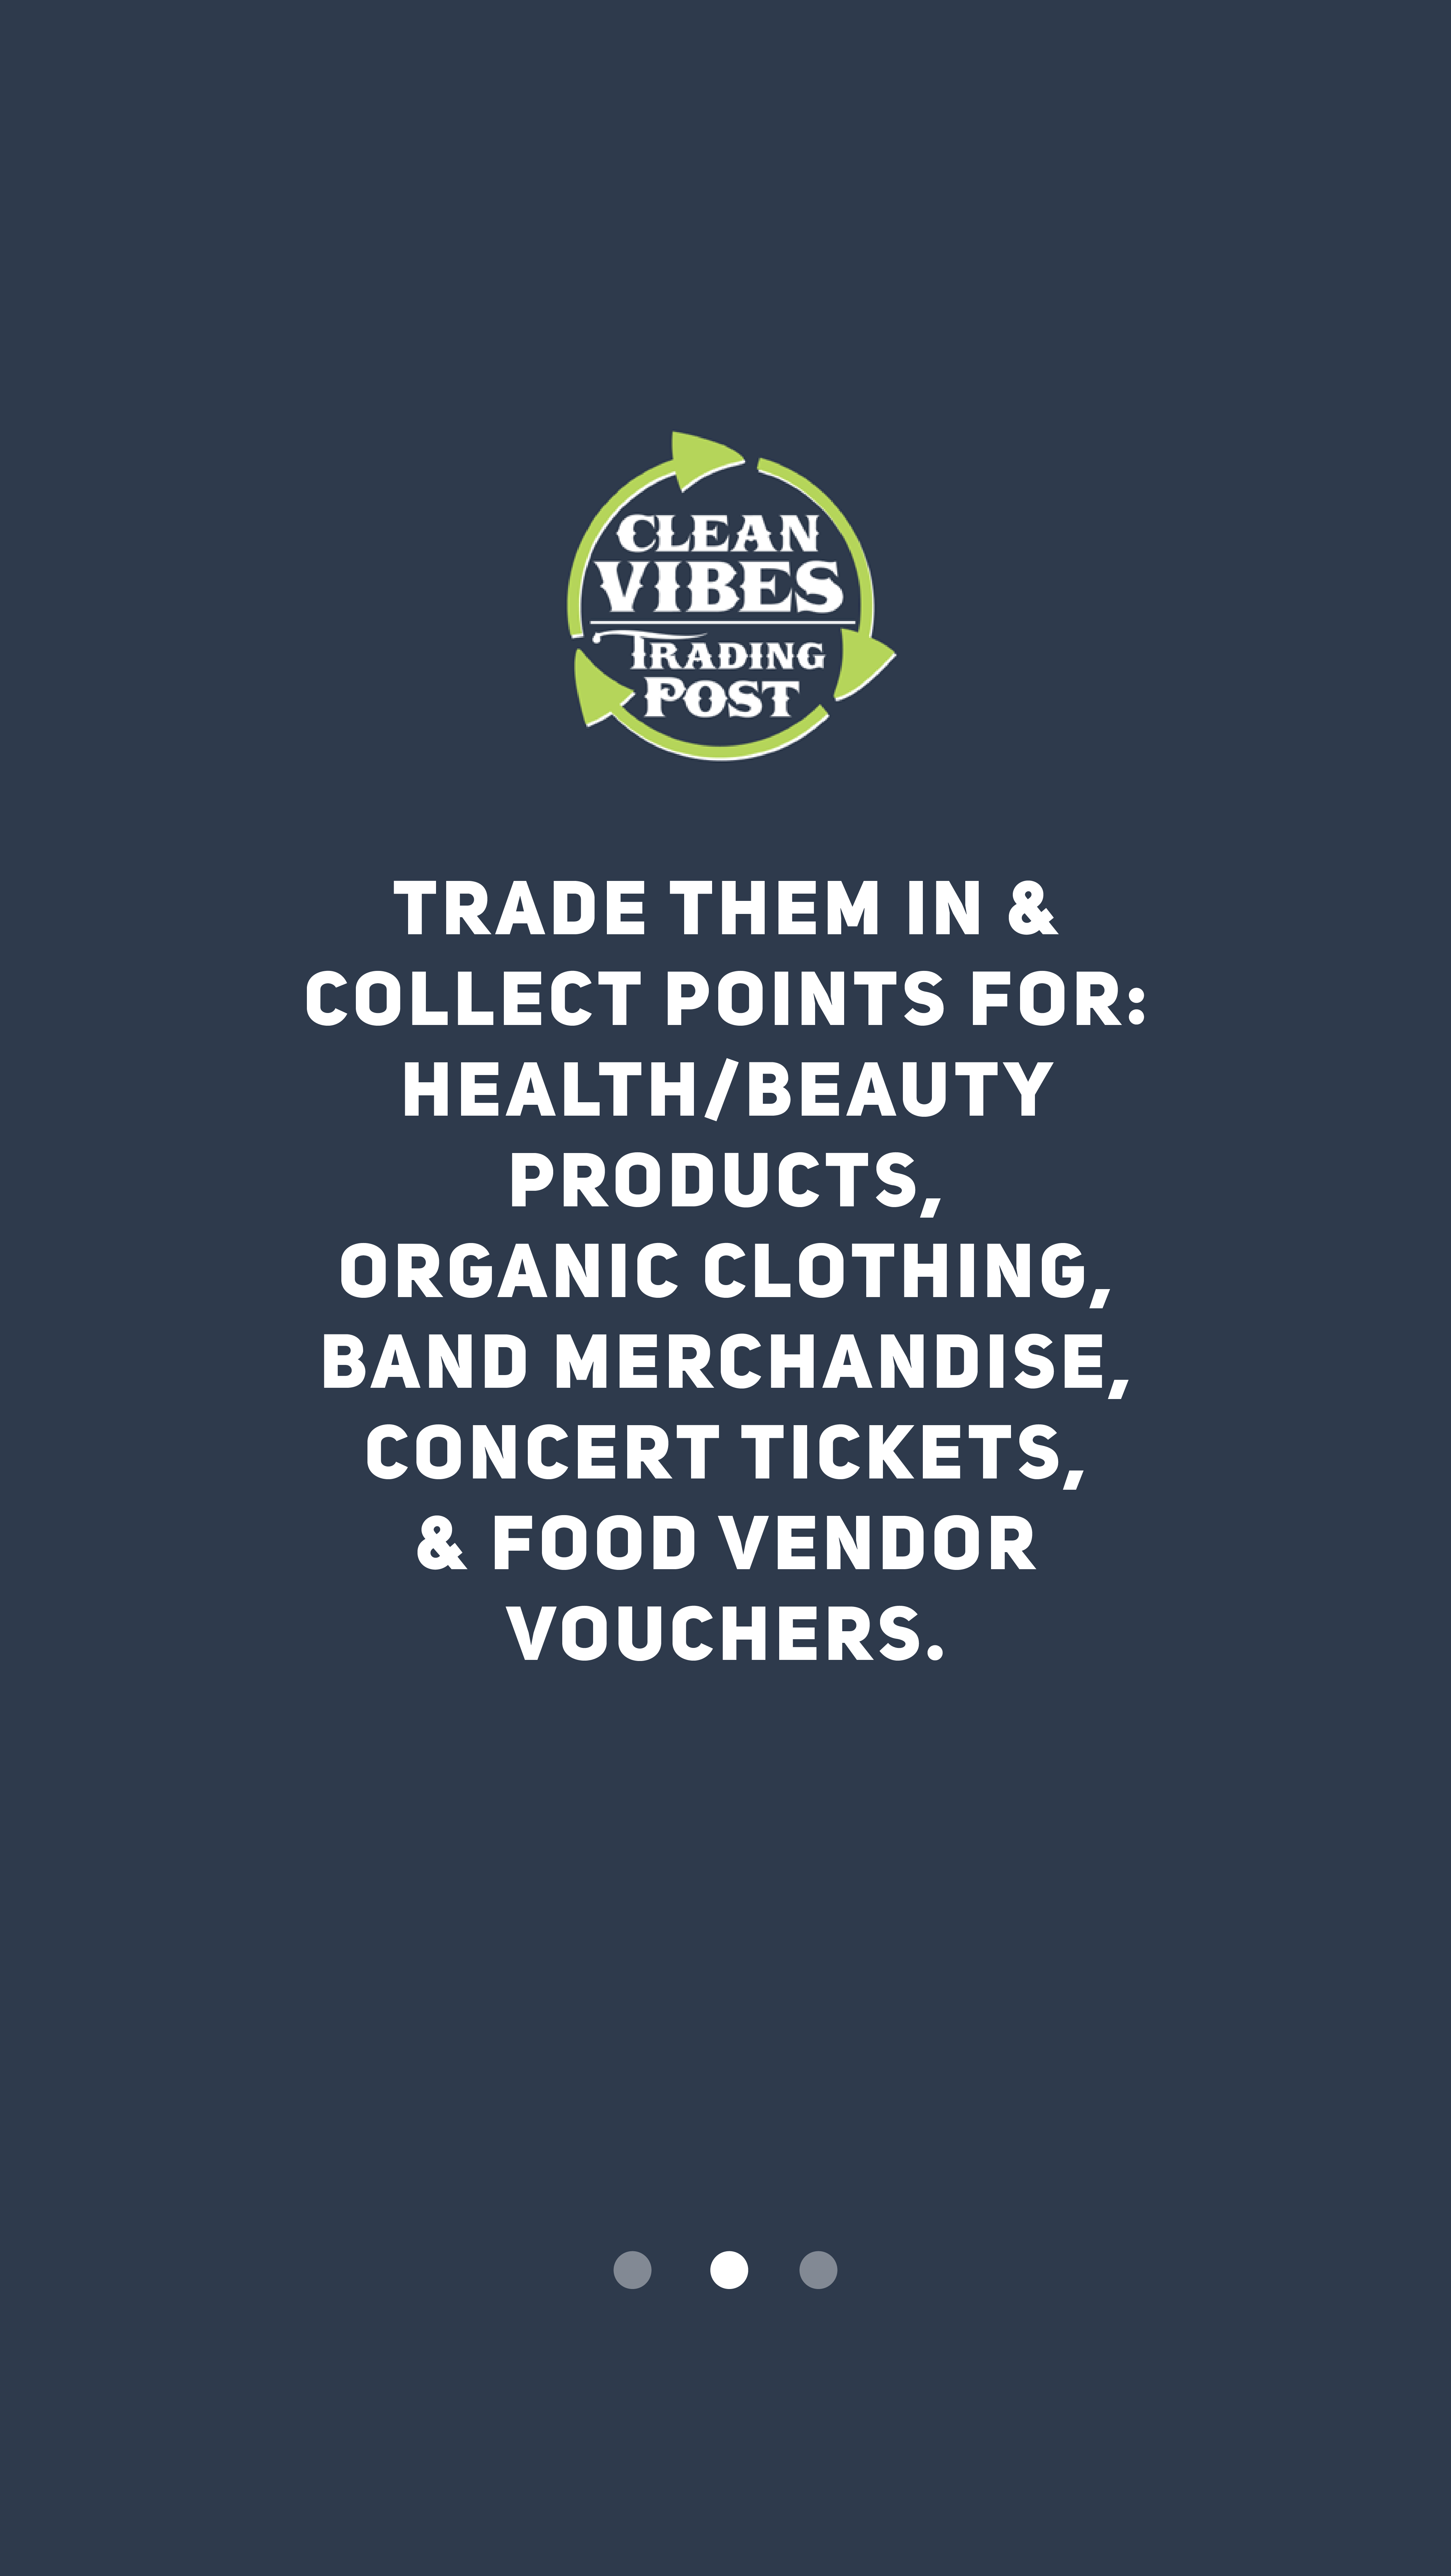 CLEAN
VIBES
TRADING
POST
TRADE THEM IN &
COLLECT POINTS FOR:
HEALTH/BEAUTY
PRODUCTS,
ORGANIC CLOTHING,
BAND MERCHANDISE,
CONCERT TICKETS,
& FOOD VENDOR
VOUCHERS.